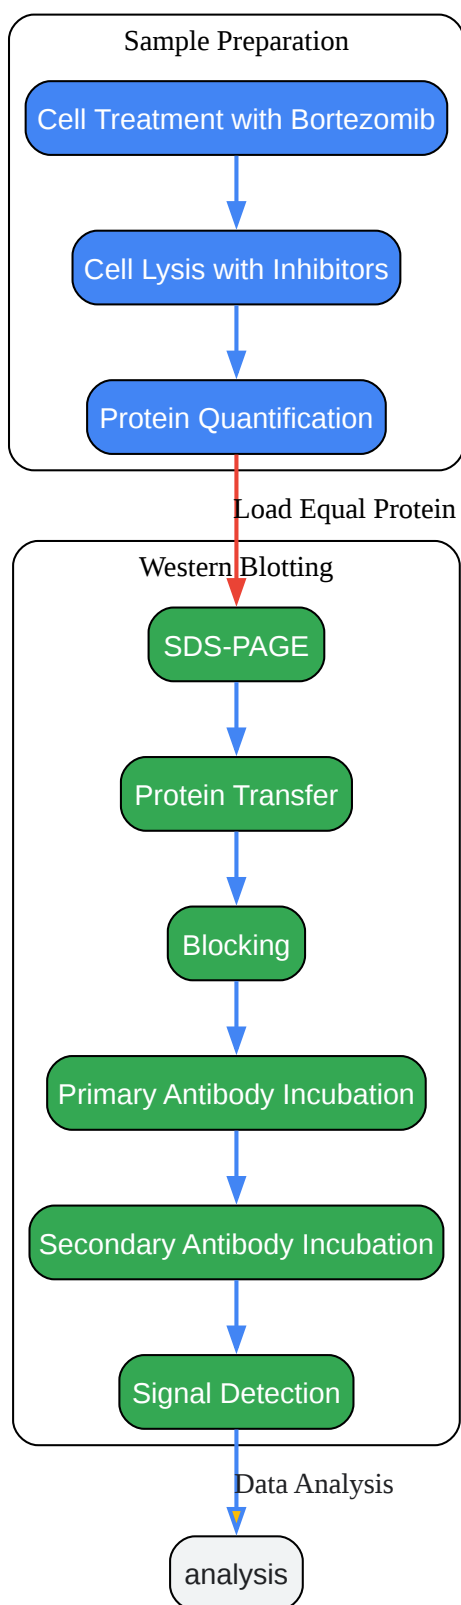 Sample Preparation
Cell Treatment with Bortezomib
Cell Lysis with Inhibitors
Protein Quantification
Load Equal Protein
Western Blotting
SDS-PAGE
Protein Transfer
Blocking
Primary Antibody Incubation
Secondary Antibody Incubation
Signal Detection
Data Analysis
analysis